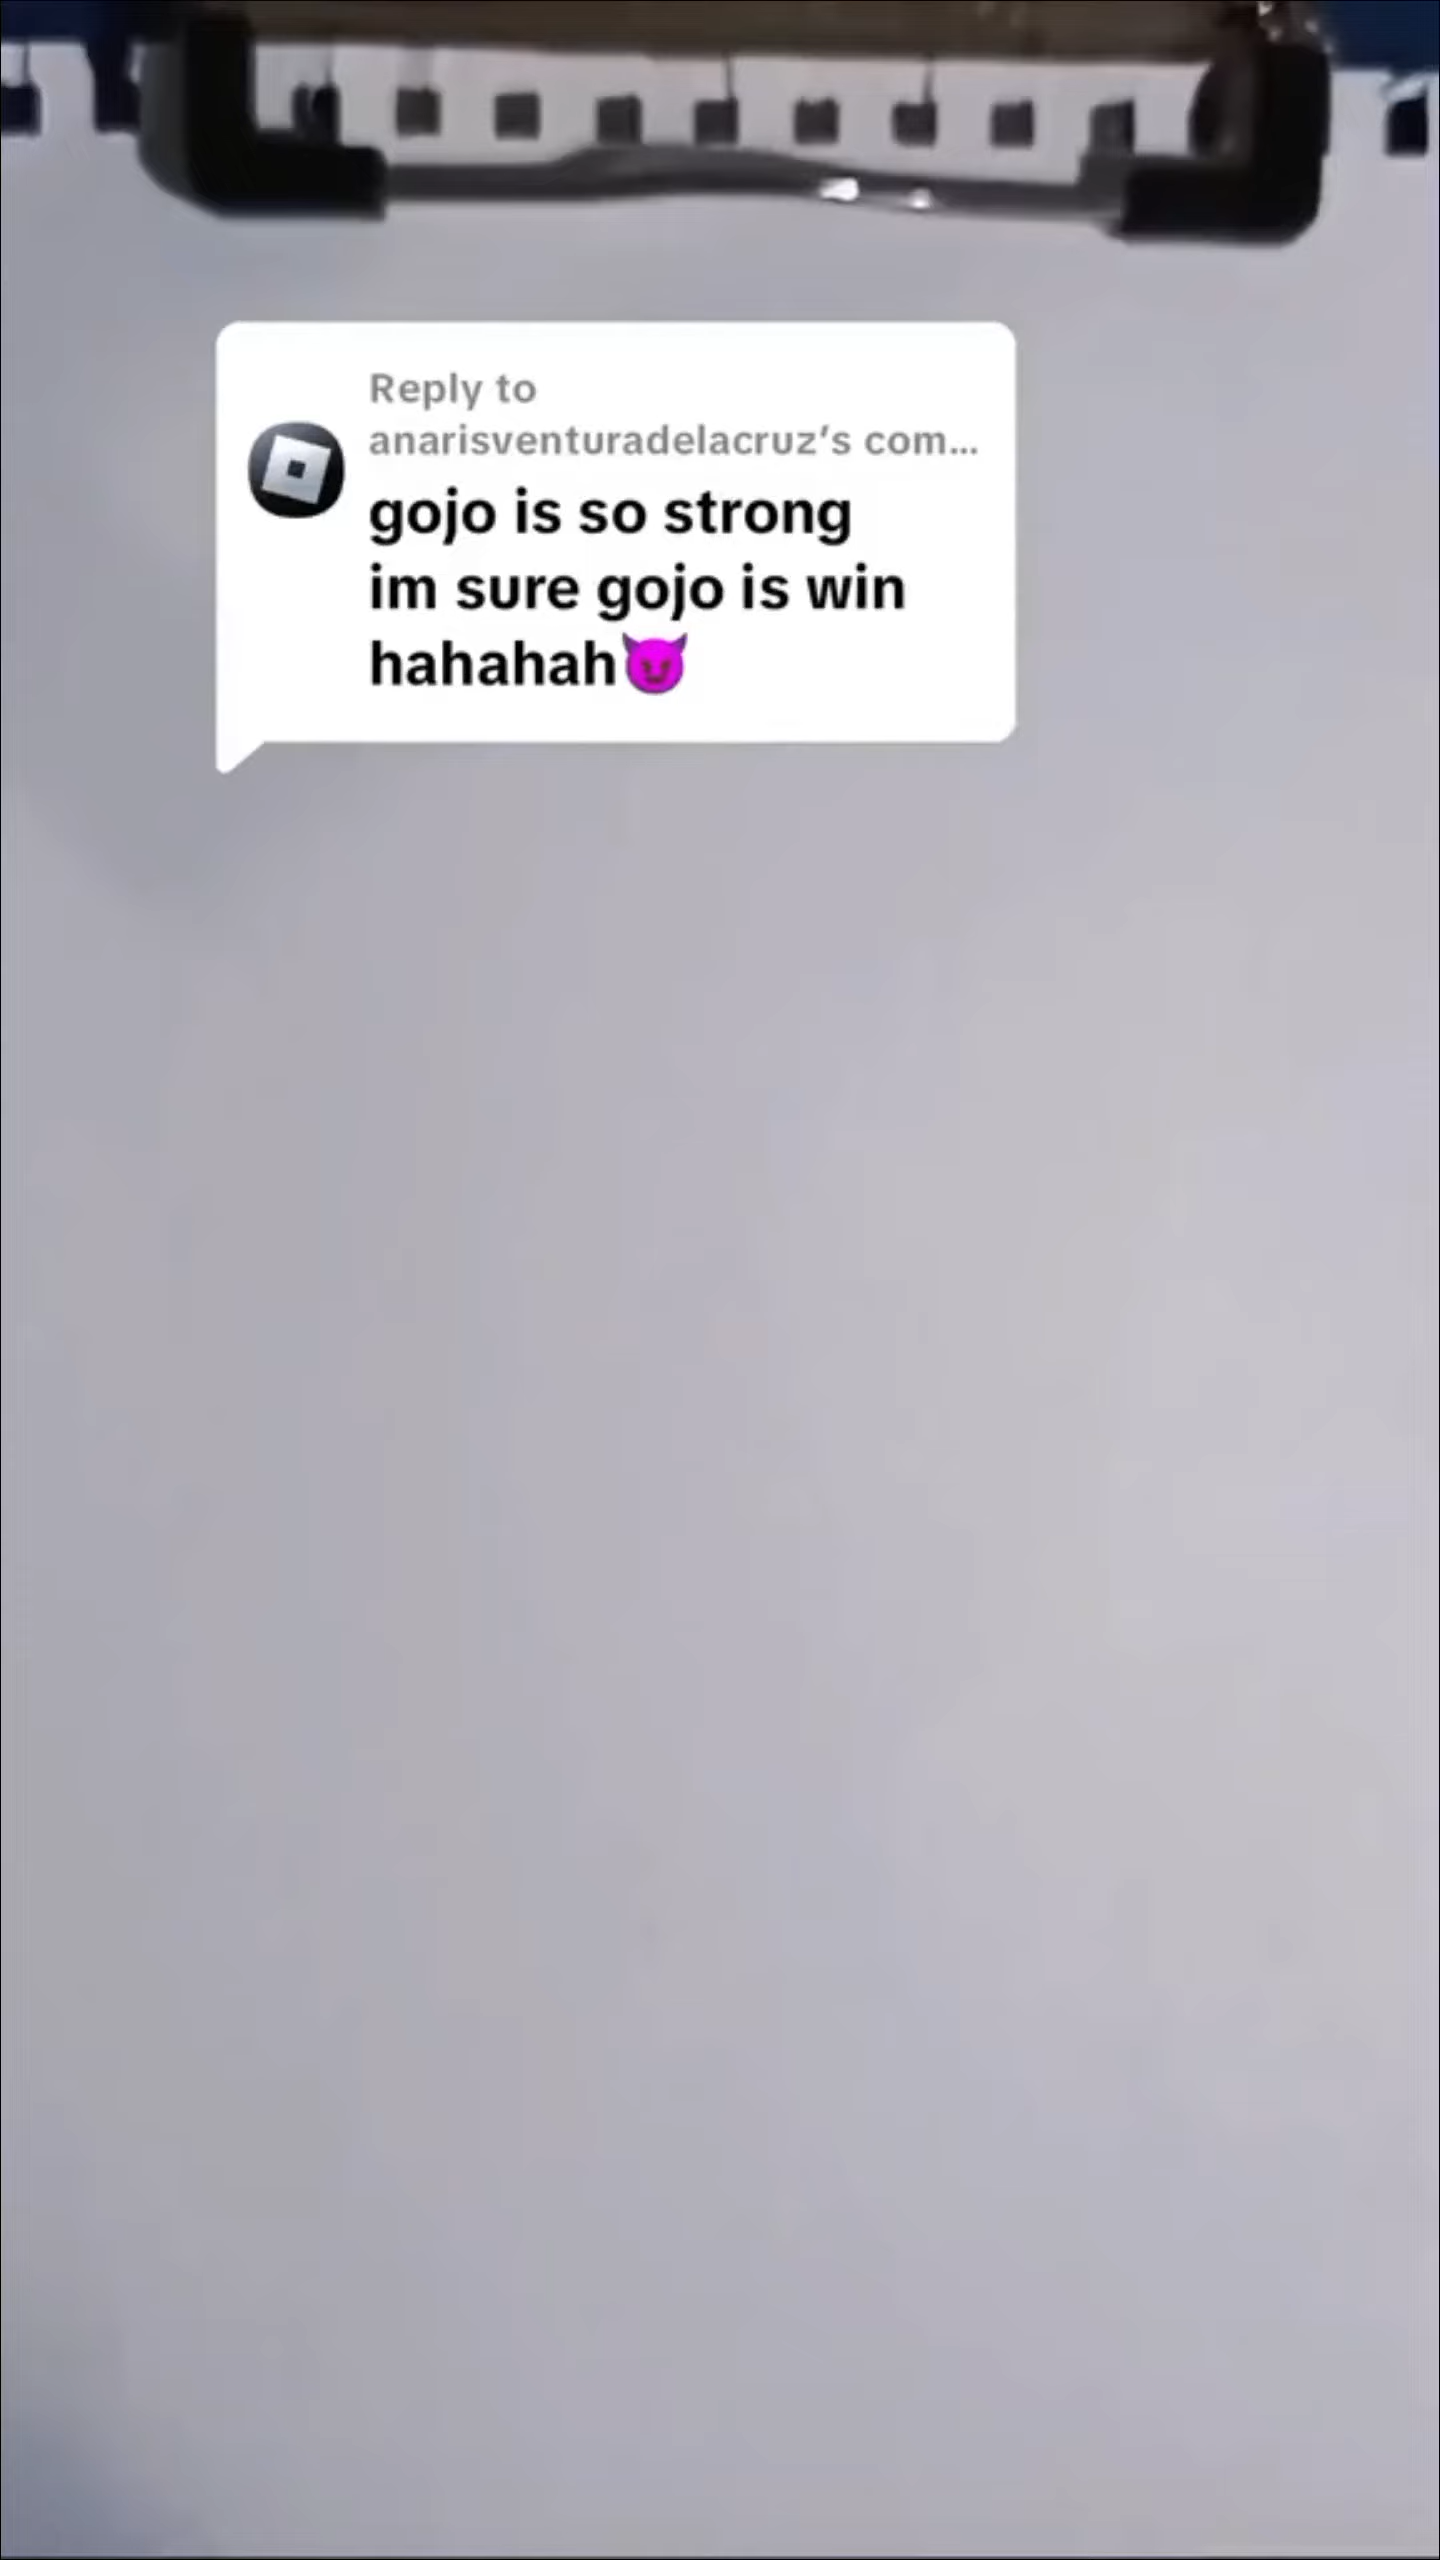 Reply to
anarisventuradelacruz’s com...
gojo is so strong
im sure gojo is win
hahahah😈